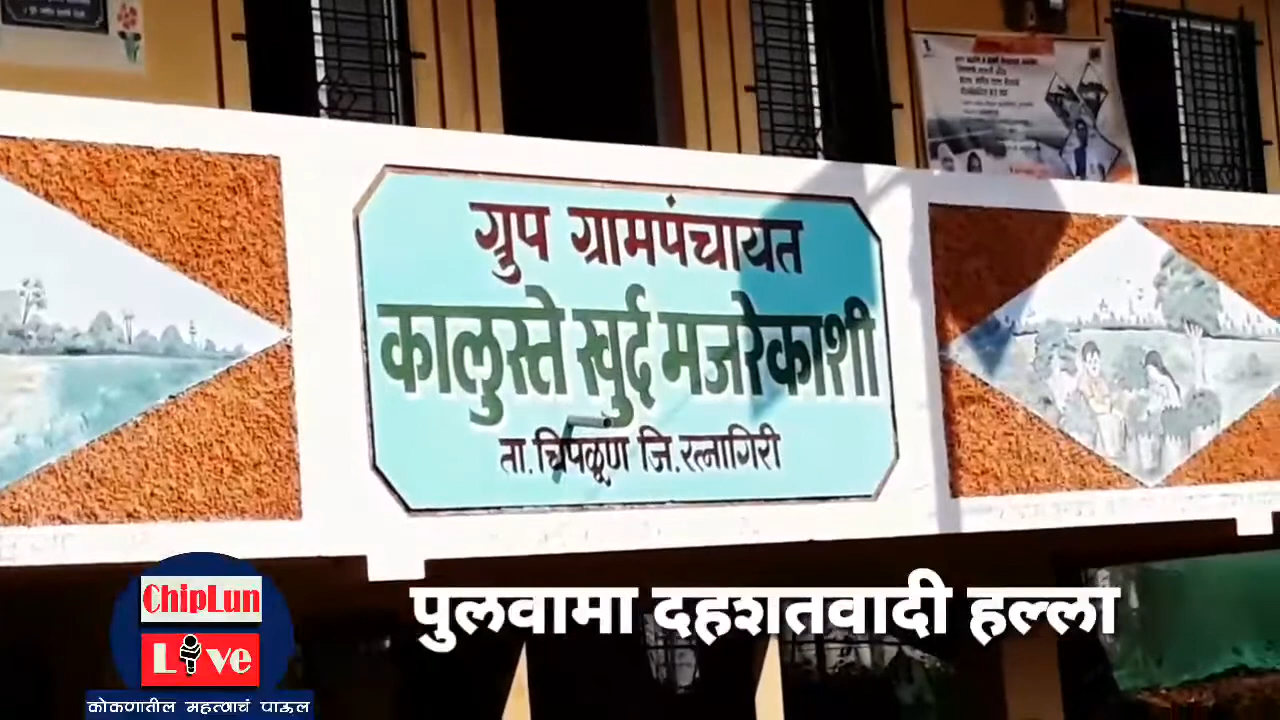 ग्रुप ग्रामपंचायत
कालुस्ते खुर्द मजरेकाशी
ता.चिपळूण जि.रत्नागिरी
पुलवामा दहशतवादी हल्ला
ChipLun
Live
कोकणातील महत्वाचं पाऊल